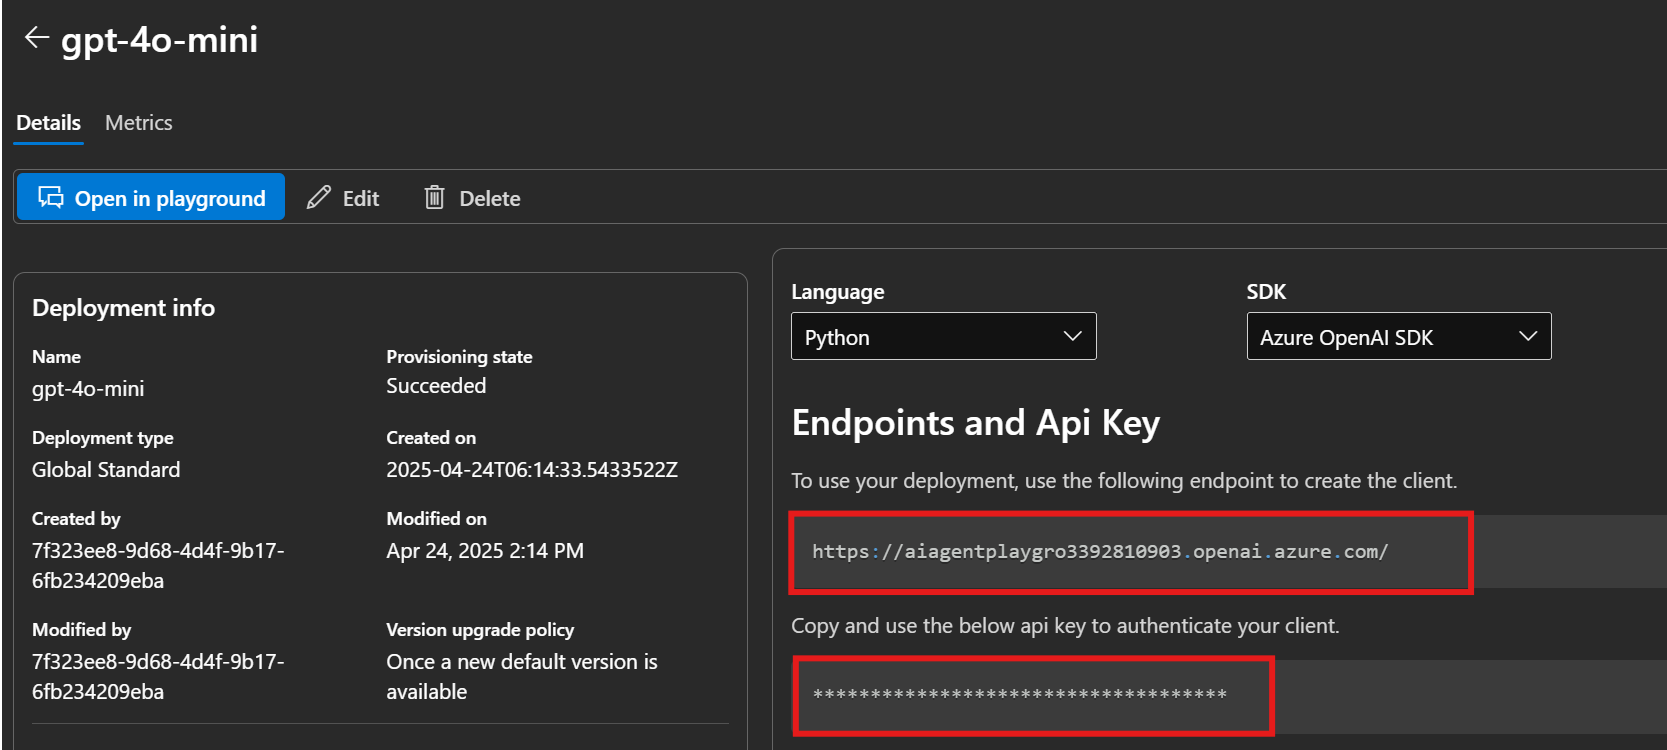 gpt-4o-mini
Details Metrics
Open in playground Edit Delete
Deployment info
Name Provisioning state
gpt-4o-mini Succeeded
Deployment type Created on
Global Standard 2025-04-24T06:14:33.5433522Z
Created by Modified on
7f323ee8-9d68-4d4f-9b17- Apr 24, 2025 2:14 PM
6fb234209eba
Modified by Version upgrade policy
7f323ee8-9d68-4d4f-9b17- Once a new default version is
6fb234209eba available
Language SDK
Python Azure OpenAI SDK
Endpoints and Api Key
To use your deployment, use the following endpoint to create the client.
https://aiagentplaygro3392810903.openai.azure.com/
Copy and use the below api key to authenticate your client.
************************************